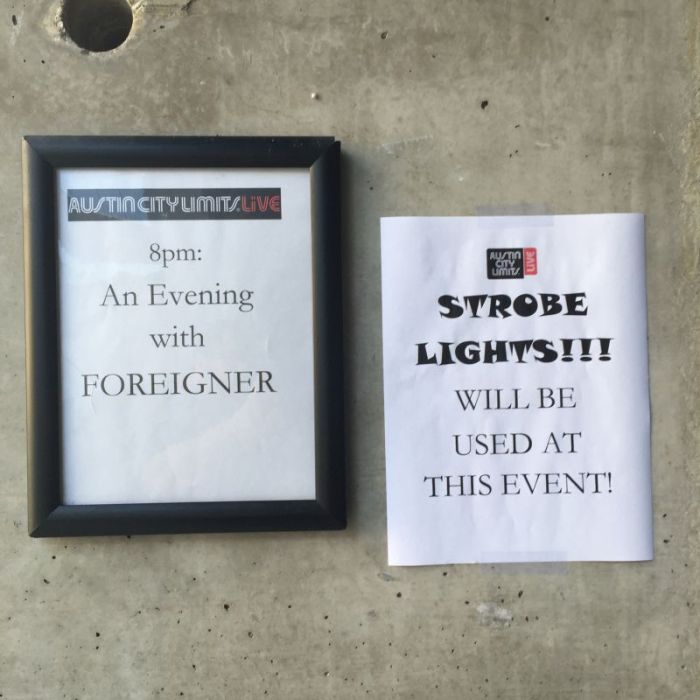 AUSTIN CITY LIMITS LIVE
8pm:
An Evening
with
FOREIGNER
AUSTIN
CITY
LIMITS
LIVE
STROBE
LIGHTS!!!
WILL BE
USED AT
THIS EVENT!